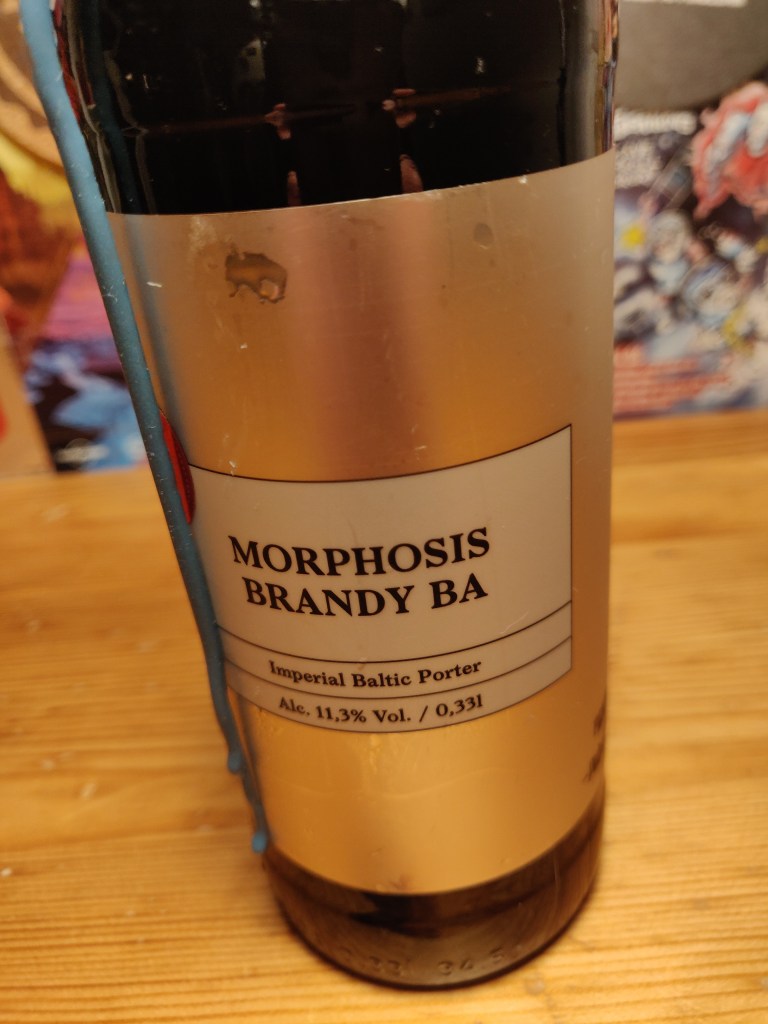 MORPHOSIS
BRANDY BA
Imperial Baltic Porter
Alc. 11,3% Vol. / 0,33l